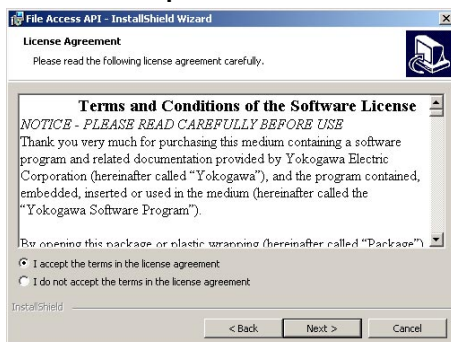 File Access API - InstallShield Wizard
License Agreement
Please read the following license agreement carefully.
Terms and Conditions of the Software License
NOTICE - PLEASE READ CAREFULLY BEFORE USE
Thank you very much for purchasing this medium containing a software
program and related documentation provided by Yokogawa Electric
Corporation (hereinafter called “Yokogawa”), and the program contained,
embedded, inserted or used in the medium (hereinafter called the
“Yokogawa Software Program”).
By opening this package or plastic wrapping (hereinafter called “Package”)
I accept the terms in the license agreement
I do not accept the terms in the license agreement
InstallShield
< Back
Next >
Cancel